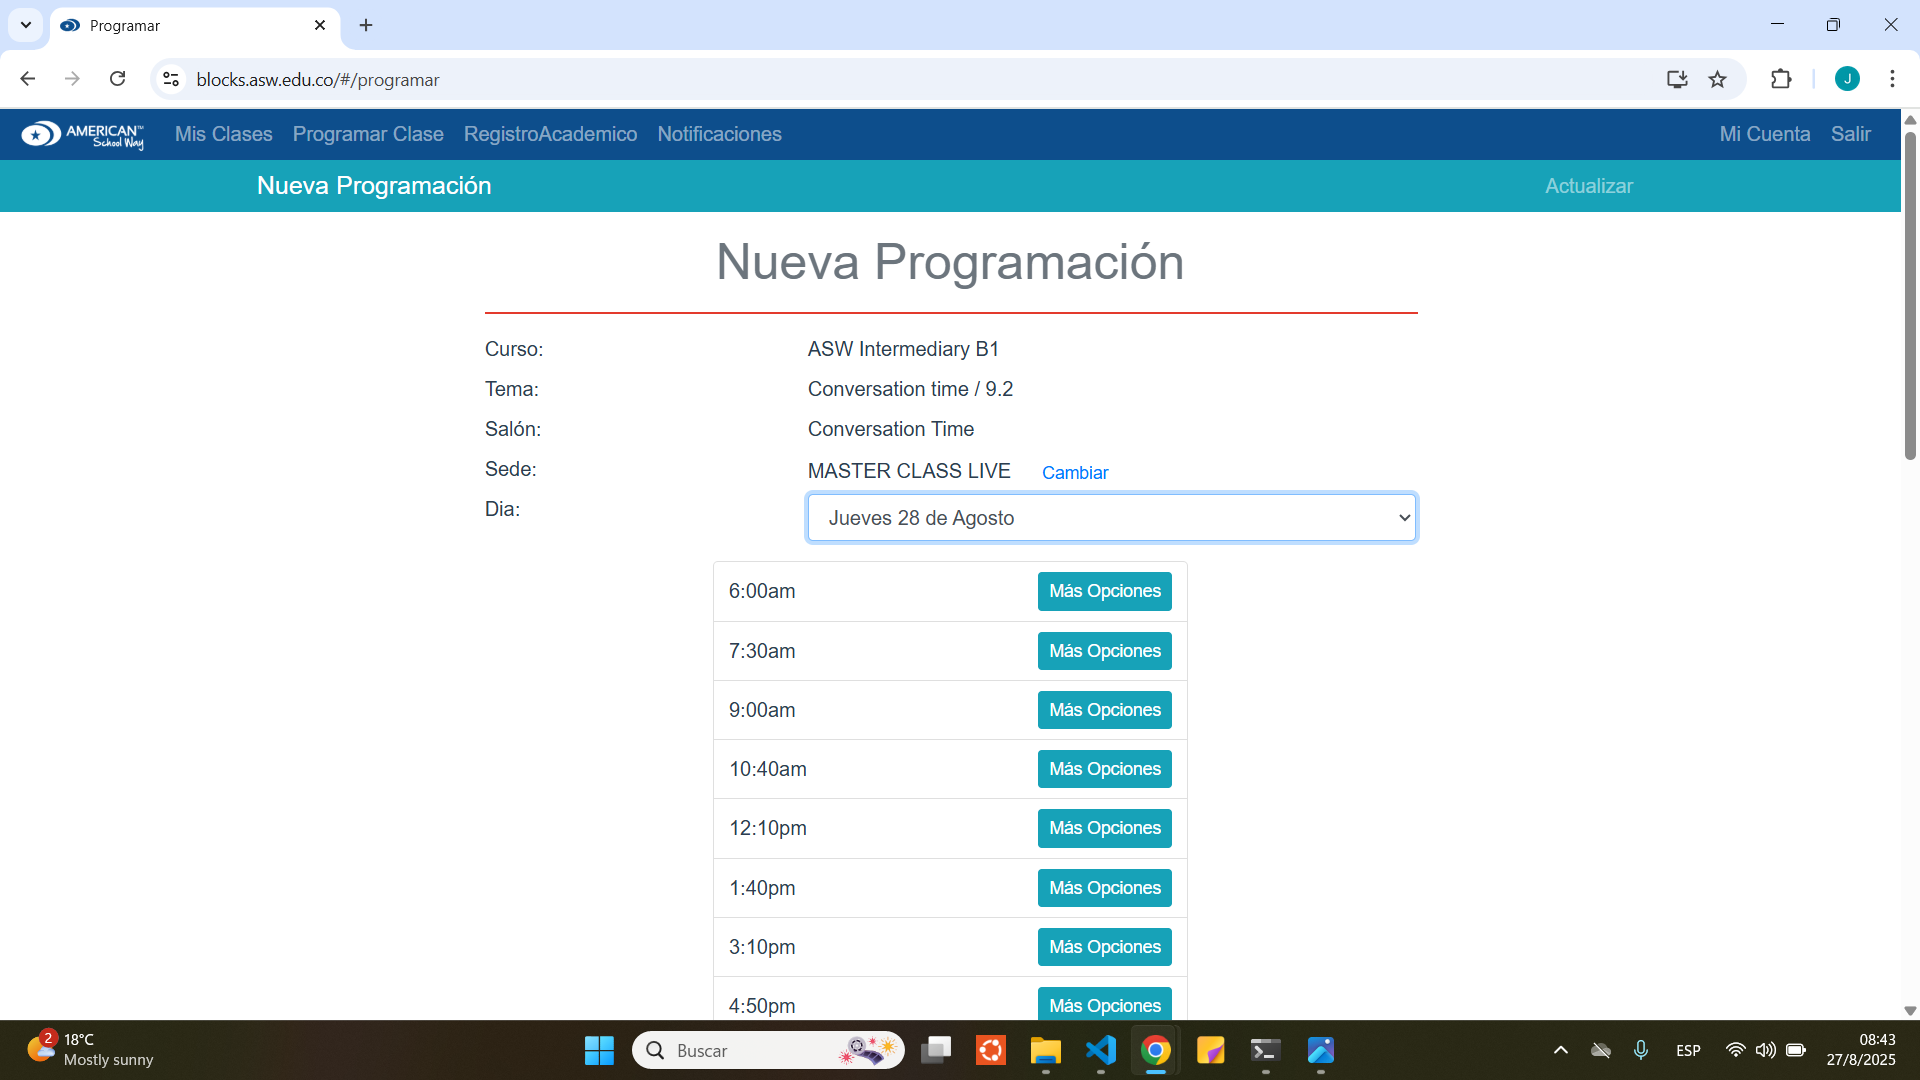 Programar
blocks.asw.edu.co/#/programar
J
AMERICAN School Way
Mis Clases Programar Clase RegistroAcademico Notificaciones Mi Cuenta Salir
Nueva Programación Actualizar
Nueva Programación
Curso: ASW Intermediary B1
Tema: Conversation time / 9.2
Salón: Conversation Time
Sede: MASTER CLASS LIVE Cambiar
Dia: Jueves 28 de Agosto
6:00am Más Opciones
7:30am Más Opciones
9:00am Más Opciones
10:40am Más Opciones
12:10pm Más Opciones
1:40pm Más Opciones
3:10pm Más Opciones
4:50pm Más Opciones
2 18°C
Mostly sunny
Buscar
ESP
08:43
27/8/2025